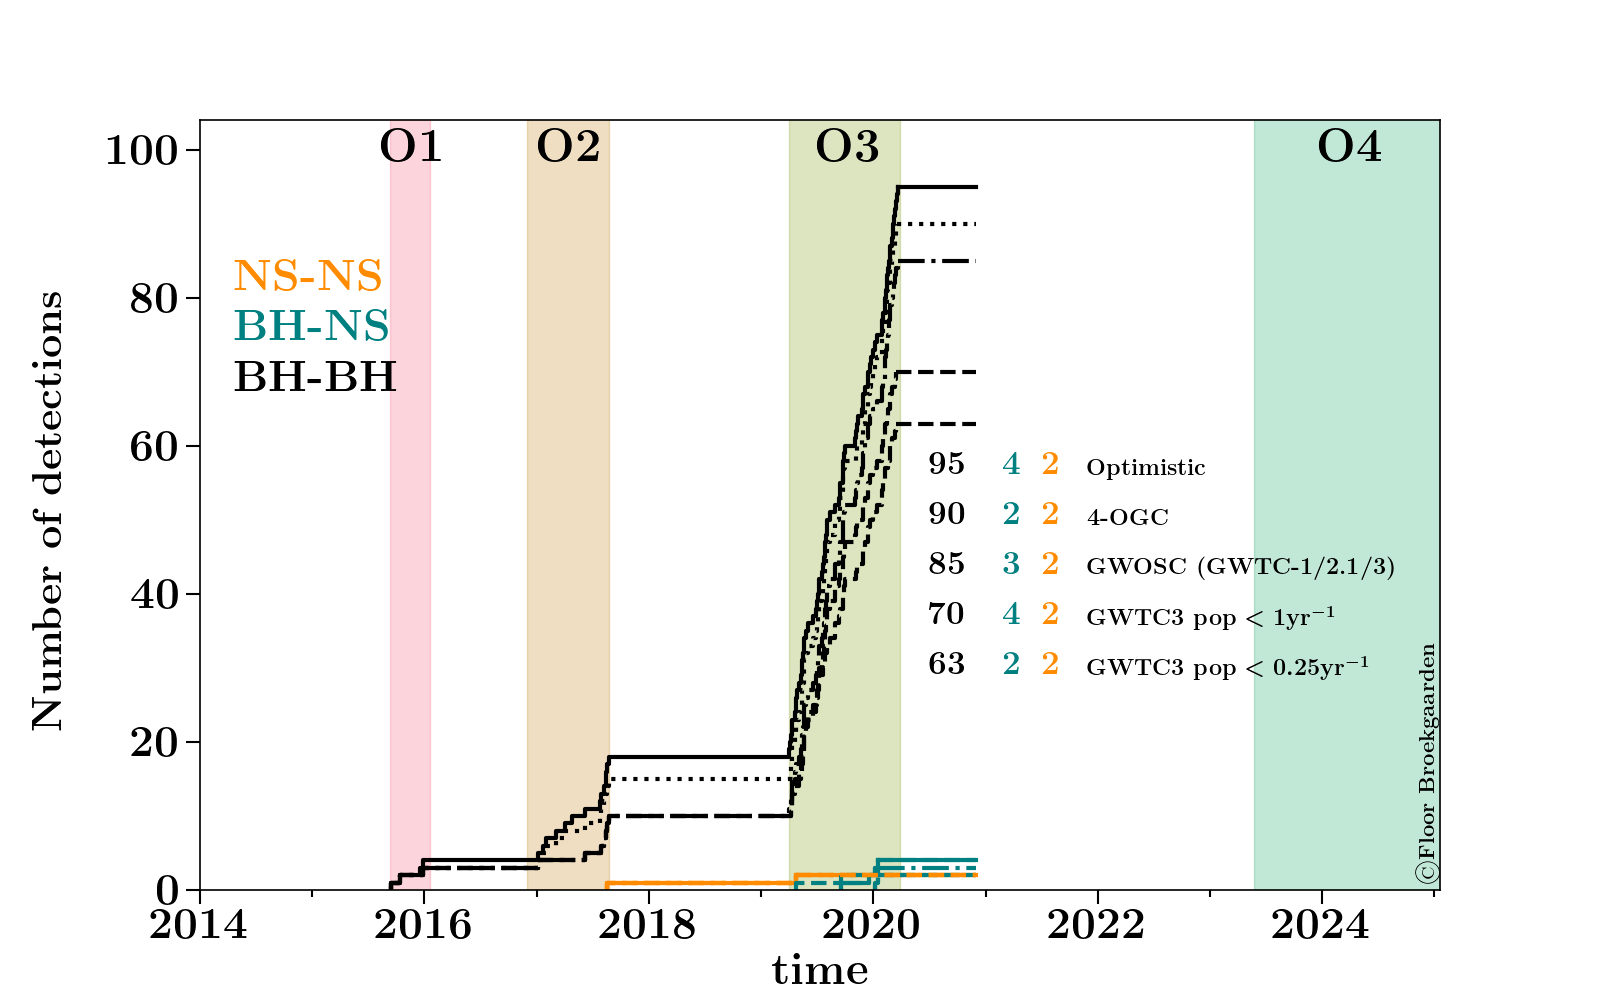 O1 O2 O3 O4
100
80
60
40
20
0
Number of detections
NS-NS
BH-NS
BH-BH
95 4 2 Optimistic
90 2 2 4-OGC
85 3 2 GWOSC (GWTC-1/2.1/3)
70 4 2 GWTC3 pop < 1yr⁻¹
63 2 2 GWTC3 pop < 0.25yr⁻¹
©Floor Broekgaarden
2014 2016 2018 2020 2022 2024
time